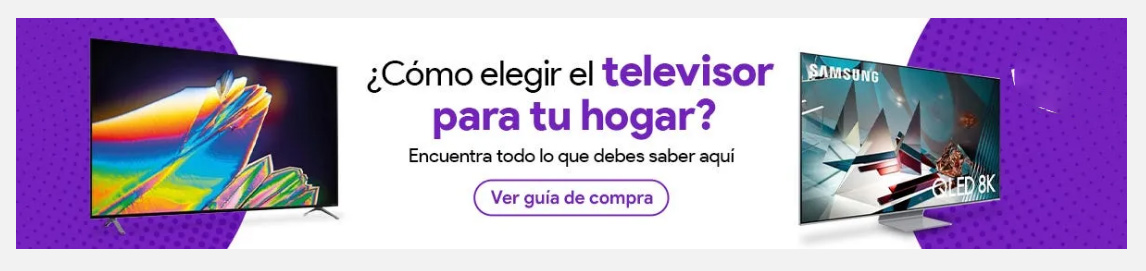 ¿Cómo elegir el televisor
para tu hogar?
Encuentra todo lo que debes saber aquí
Ver guía de compra
SAMSUNG
QLED 8K